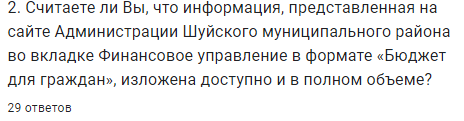 2. Считаете ли Вы, что информация, представленная на
сайте Администрации Шуйского муниципального района
во вкладке Финансовое управление в формате «Бюджет
для граждан», изложена доступно и в полном объеме?
29 ответов